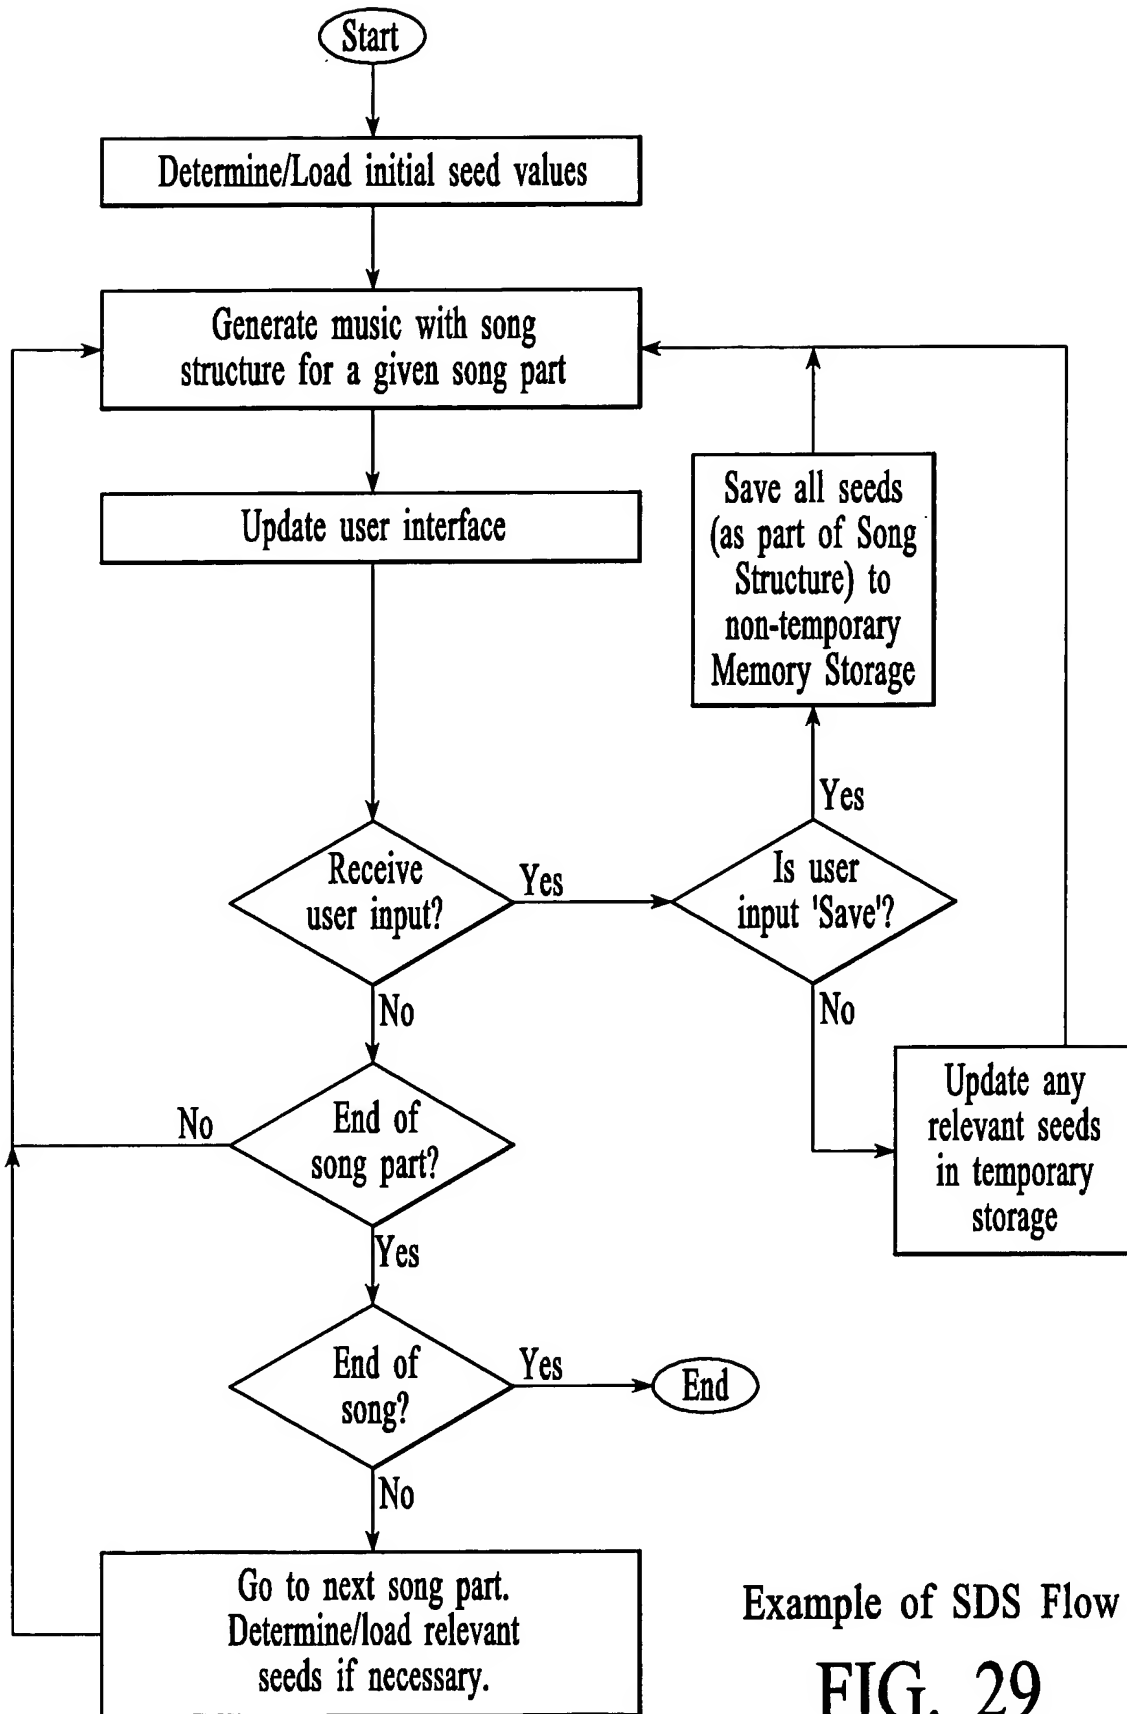 Start
Determine/Load initial seed values
Generate music with song
structure for a given song part
Update user interface
Save all seeds
(as part of Song
Structure) to
non-temporary
Memory Storage
Yes
Receive
user input?
Yes
Is user
input 'Save'?
No
No
Update any
relevant seeds
in temporary
storage
No
End of
song part?
Yes
End of
song?
Yes
End
No
Go to next song part.
Determine/load relevant
seeds if necessary.
Example of SDS Flow
FIG. 29